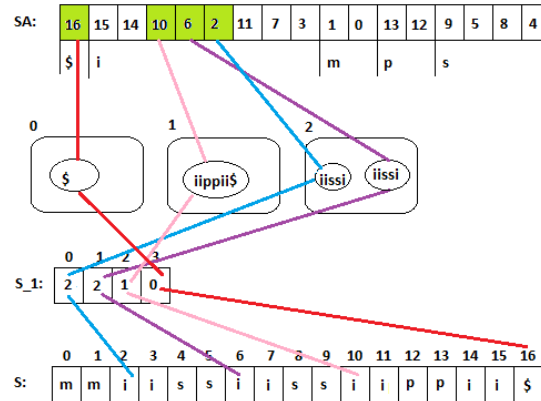 SA: 16 15 14 10 6 2 11 7 3 1 0 13 12 9 5 8 4
$ i m p s
0 1 2
$ iippii$ iissi iissi
0 1 2 3
S_1: 2 2 1 0
0 1 2 3 4 5 6 7 8 9 10 11 12 13 14 15 16
S: m m i i s s i i s s i i p p i i $